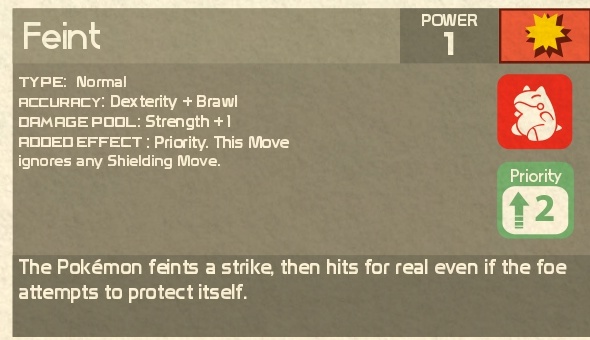 Feint
POWER
1
TYPE: Normal
ACCURACY: Dexterity + Brawl
DAMAGE POOL: Strength + 1
ADDED EFFECT : Priority. This Move
ignores any Shielding Move.
Priority
2
The Pokémon feints a strike, then hits for real even if the foe
attempts to protect itself.